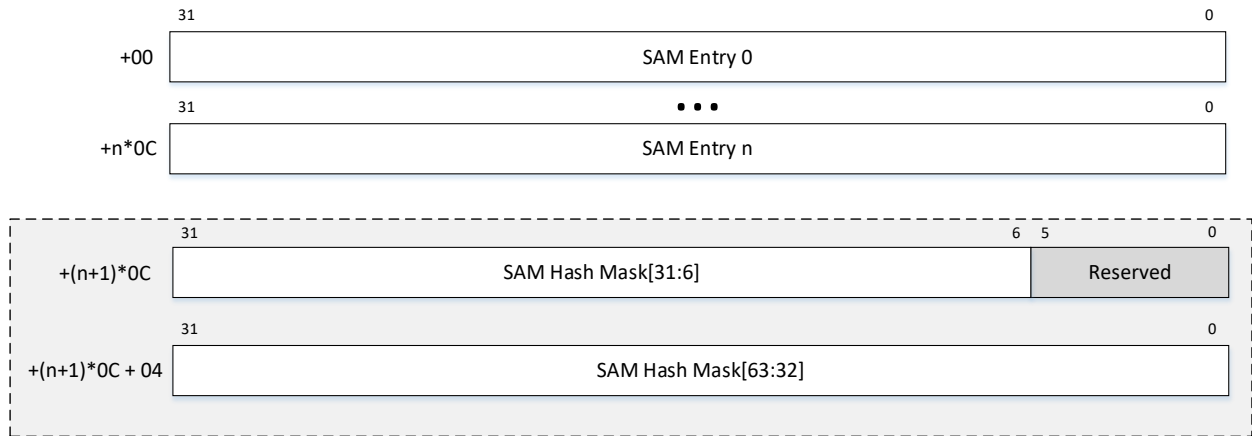 31 0
+00 SAM Entry 0
• • •
31 0
+n*0C SAM Entry n
31 6 5 0
+(n+1)*0C SAM Hash Mask[31:6] Reserved
31 0
+(n+1)*0C + 04 SAM Hash Mask[63:32]